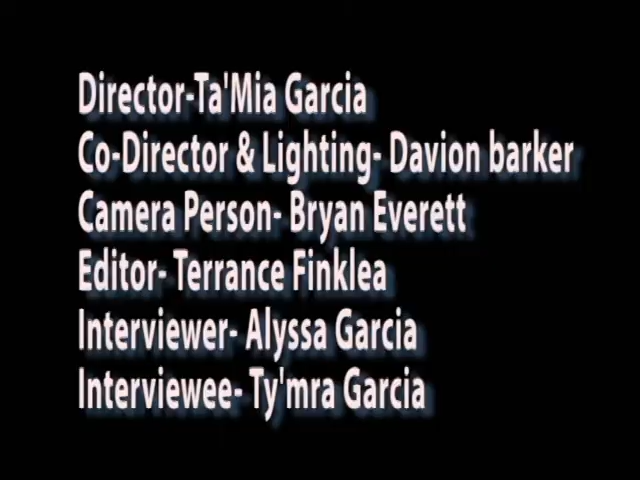 Director-Ta'Mia Garcia
Co-Director & Lighting- Davion barker
Camera Person- Bryan Everett
Editor- Terrance Finklea
Interviewer- Alyssa Garcia
Interviewee- Ty'mra Garcia